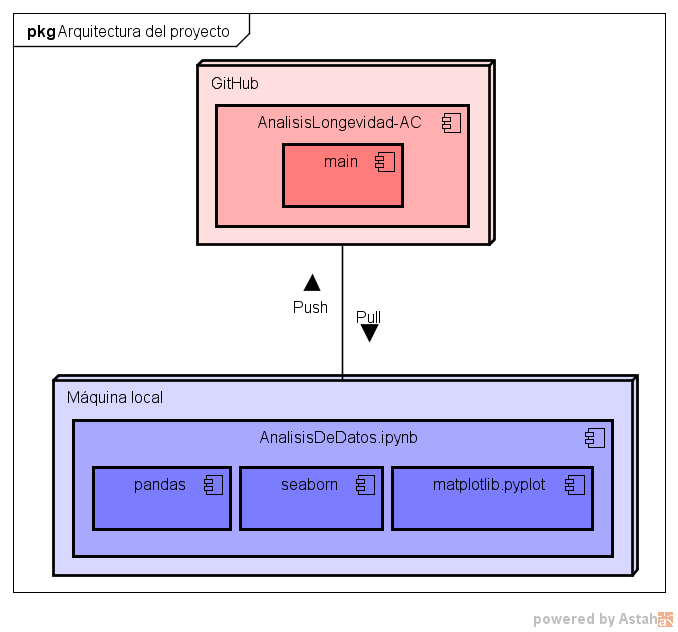 pkg Arquitectura del proyecto
GitHub
AnalisisLongevidad-AC
main
Push
Pull
Máquina local
AnalisisDeDatos.ipynb
pandas
seaborn
matplotlib.pyplot
powered by Astah